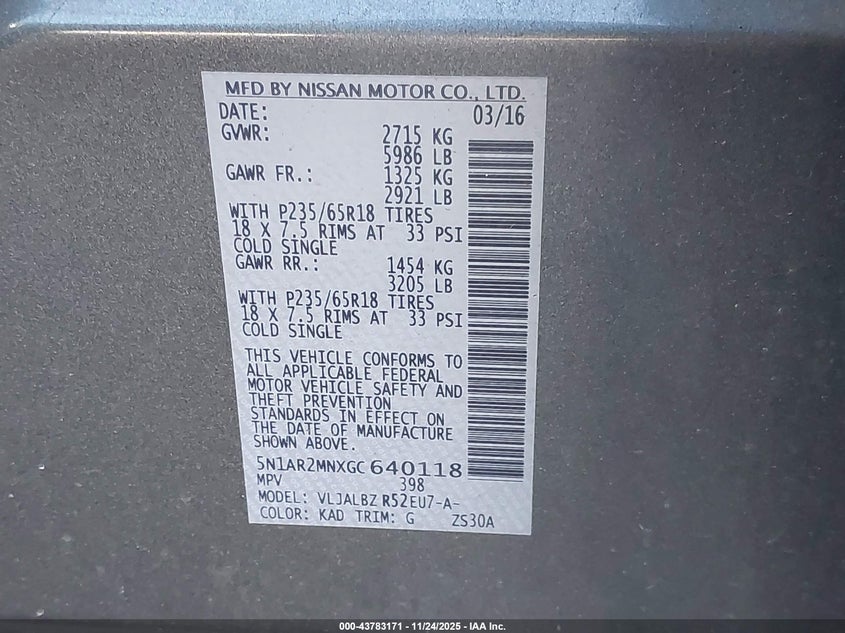 MFD BY NISSAN MOTOR CO., LTD.
DATE: 03/16
GVWR: 2715 KG
5986 LB
GAWR FR.: 1325 KG
2921 LB
WITH P235/65R18 TIRES
18 X 7.5 RIMS AT 33 PSI
COLD SINGLE
GAWR RR.: 1454 KG
3205 LB
WITH P235/65R18 TIRES
18 X 7.5 RIMS AT 33 PSI
COLD SINGLE
THIS VEHICLE CONFORMS TO
ALL APPLICABLE FEDERAL
MOTOR VEHICLE SAFETY AND
THEFT PREVENTION
STANDARDS IN EFFECT ON
THE DATE OF MANUFACTURE
SHOWN ABOVE.
5N1AR2MNXGC640118
MPV 398
MODEL: VLJALBZ R52EU7-A-
COLOR: KAD TRIM: G ZS30A
000-43783171 - 11/24/2025 - IAA Inc.